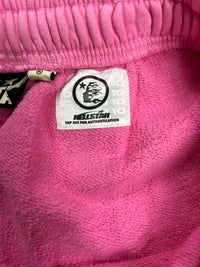 HELLSTAR
TAP NFC FOR AUTHENTICATION